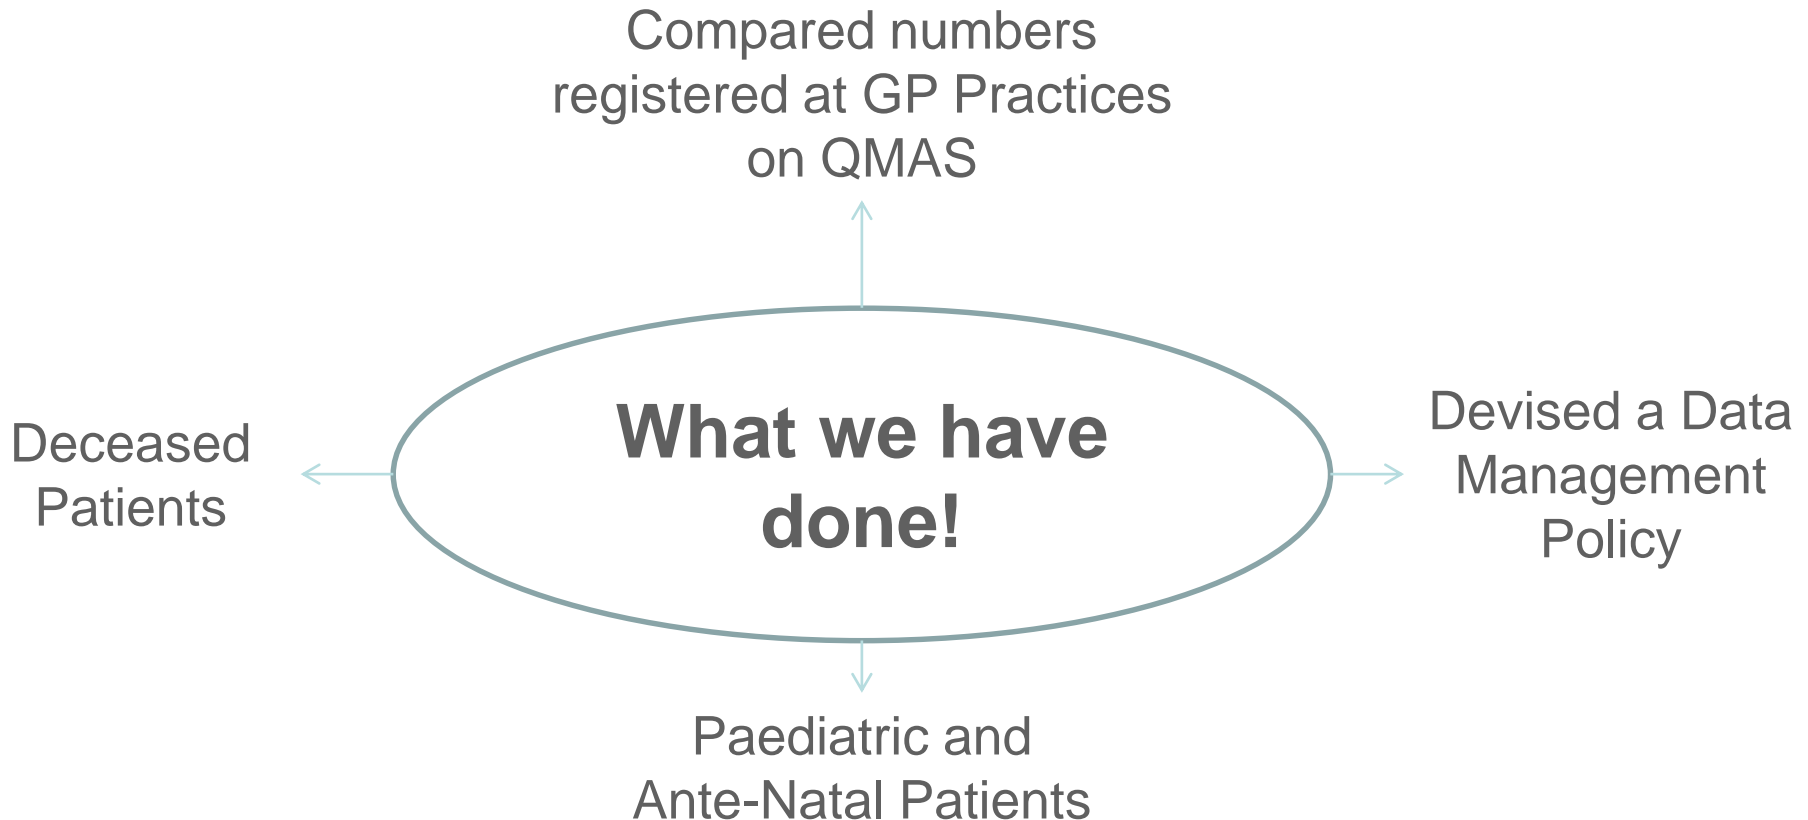 Compared numbers
registered at GP Practices
on QMAS
What we have
done!
Deceased
Patients
Devised a Data
Management
Policy
Paediatric and
Ante-Natal Patients